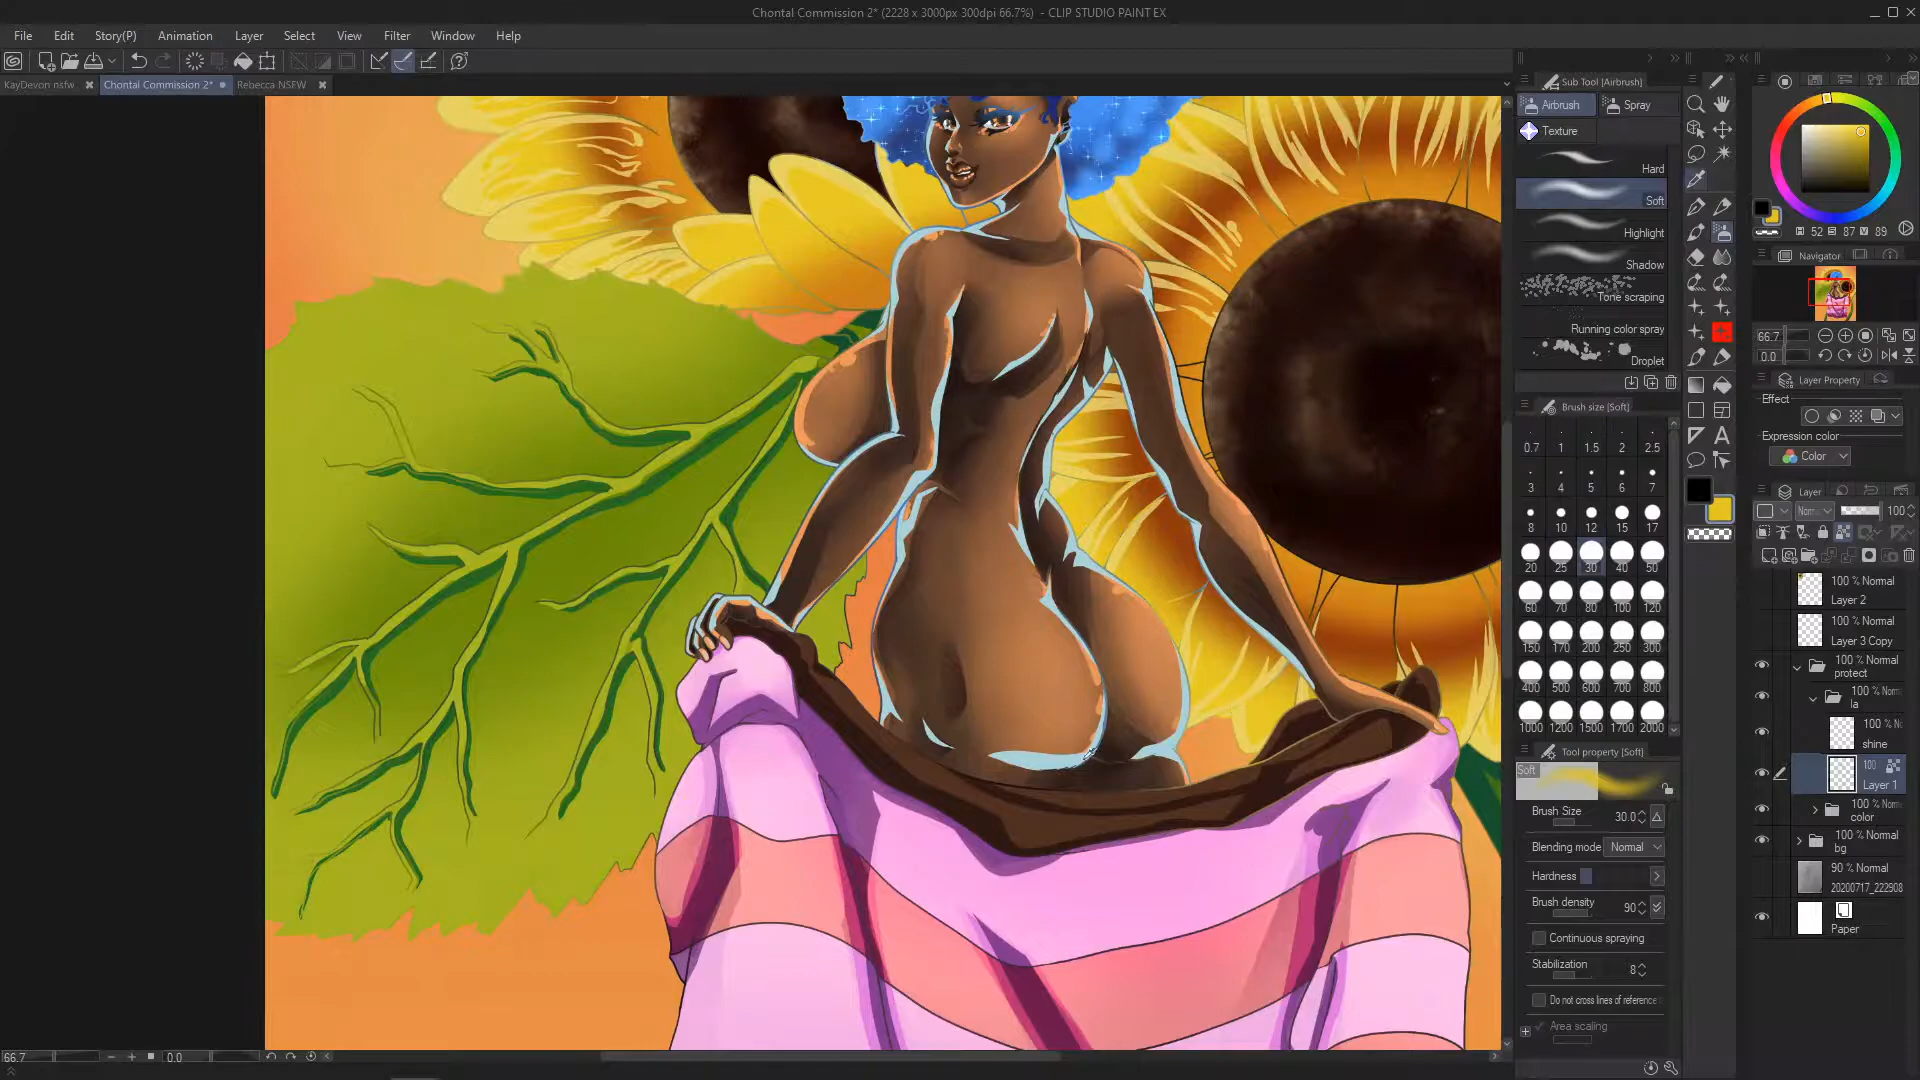 Chontal Commission 2* (2228 x 3000px 300dpi 66.7%) - CLIP STUDIO PAINT EX
File Edit Story(P) Animation Layer Select View Filter Window Help
KayDevon nsfw Chontal Commission 2* Rebecca NSFW
Sub Tool [Airbrush]
Airbrush Spray
Texture
Hard
Soft
Highlight
Shadow
Tone scraping
Running color spray
Droplet
Brush size [Soft]
0.7 1 1.5 2 2.5
3 4 5 6 7
8 10 12 15 17
20 25 30 40 50
60 70 80 100 120
150 170 200 250 300
400 500 600 700 800
1000 1200 1500 1700 2000
Tool property [Soft]
Soft
Brush Size 30.0
Blending mode Normal
Hardness
Brush density 90
Continuous spraying
Stabilization 8
Do not cross lines of reference
Area scaling
H 52 87 V 89
Navigator
66.7
0.0
Layer Property
Effect
Expression color
Color
Layer
Norm 100
100 % Normal
Layer 2
100 % Normal
Layer 3 Copy
100 % Normal
protect
100 % Norm
la
100 % No
shine
100
Layer 1
100 % Norm
color
100 % Normal
bg
90 % Normal
20200717_222908
Paper
66.7 0.0